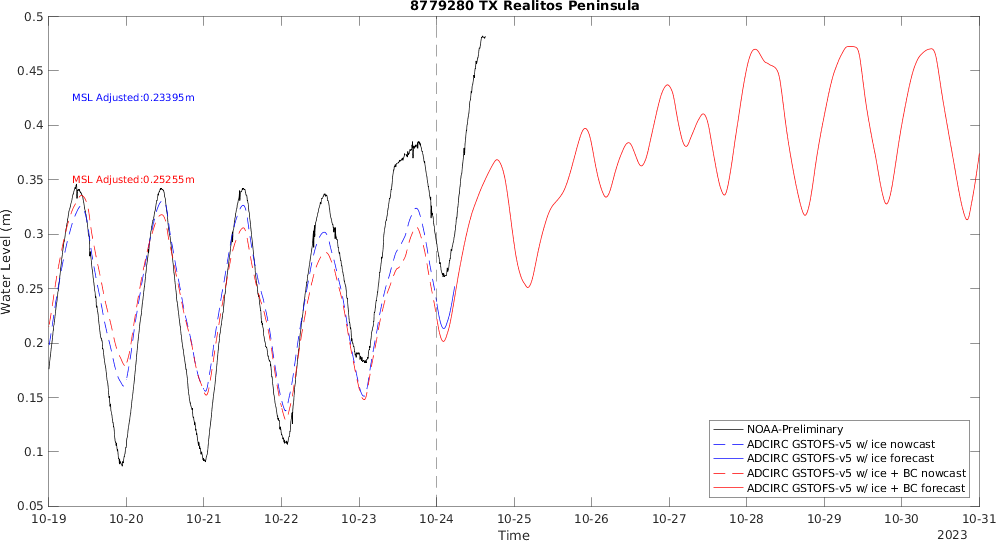 8779280 TX Realitos Peninsula
0.5
0.45
0.4
0.35
0.3
0.25
0.2
0.15
0.1
0.05
Water Level (m)
MSL Adjusted:0.23395m
MSL Adjusted:0.25255m
NOAA-Preliminary
ADCIRC GSTOFS-v5 w/ ice nowcast
ADCIRC GSTOFS-v5 w/ ice forecast
ADCIRC GSTOFS-v5 w/ ice + BC nowcast
ADCIRC GSTOFS-v5 w/ ice + BC forecast
10-19 10-20 10-21 10-22 10-23 10-24 10-25 10-26 10-27 10-28 10-29 10-30 10-31
Time
2023